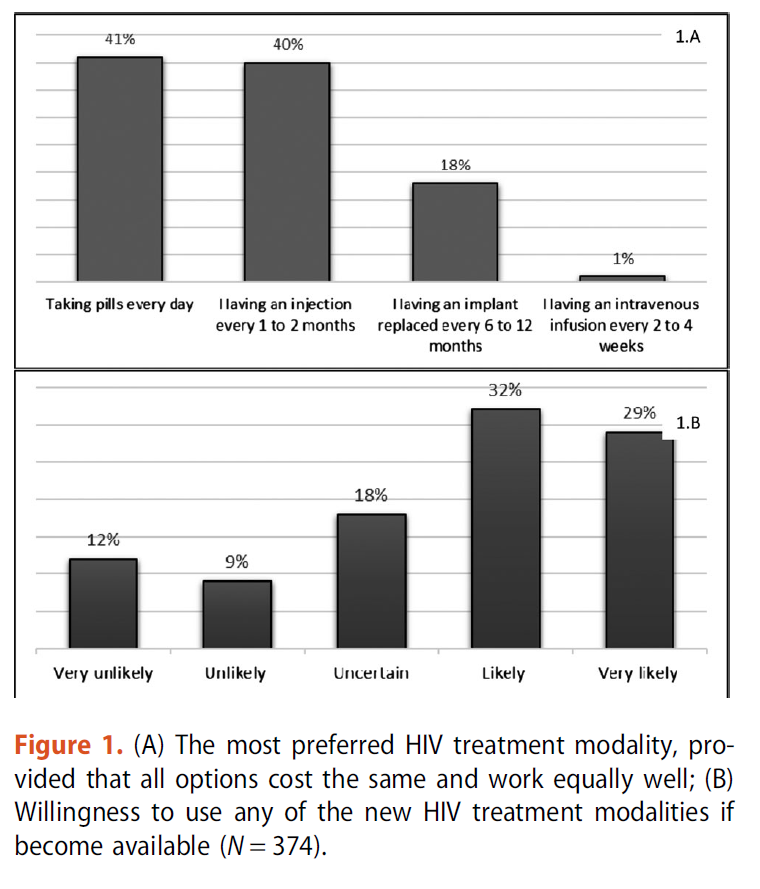 1.A
41%
40%
18%
1%
Taking pills every day
Having an injection
every 1 to 2 months
Having an implant
replaced every 6 to 12
months
Having an intravenous
infusion every 2 to 4
weeks
1.B
32%
29%
18%
12%
9%
Very unlikely
Unlikely
Uncertain
Likely
Very likely
Figure 1. (A) The most preferred HIV treatment modality, pro-
vided that all options cost the same and work equally well; (B)
Willingness to use any of the new HIV treatment modalities if
become available (N = 374).